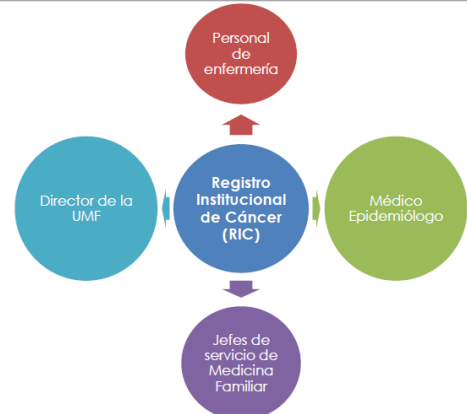 Personal
de
enfermería
Director de la
UMF
Registro
Institucional
de Cáncer
(RIC)
Médico
Epidemiólogo
Jefes de
servicio de
Medicina
Familiar